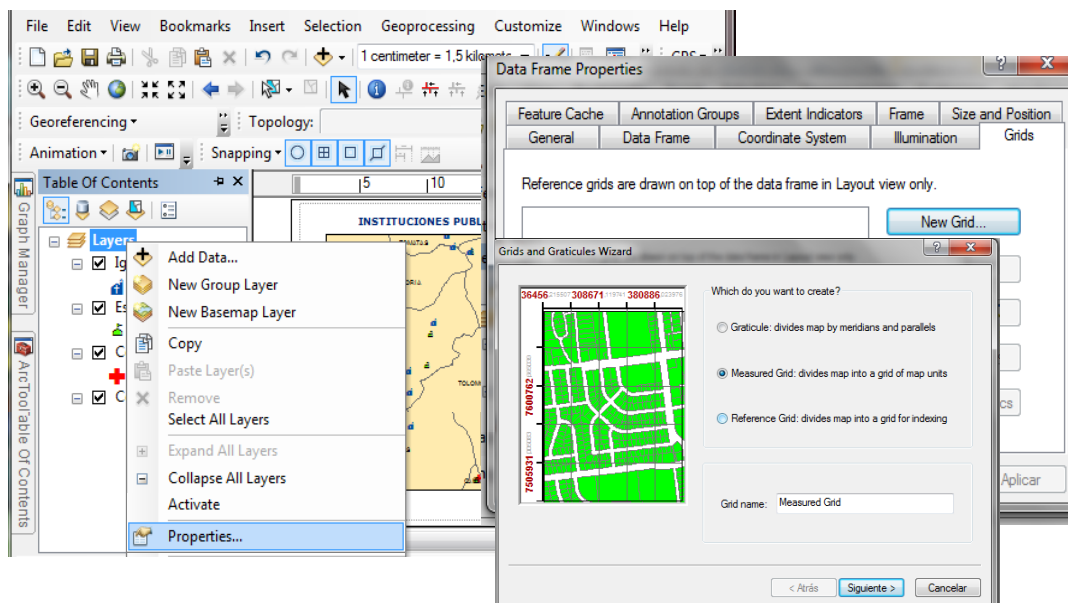 File Edit View Bookmarks Insert Selection Geoprocessing Customize Windows Help
1 centimeter = 1,5
Georeferencing
Topology:
Animation
Snapping
Table Of Contents
5 10
Graph Manager
ArcToolTable Of Contents
INSTITUCIONES PUBL
Layers
Ig
Es
C
C
Add Data...
New Group Layer
New Basemap Layer
Copy
Paste Layer(s)
Remove
Select All Layers
Expand All Layers
Collapse All Layers
Activate
Properties...
Data Frame Properties
Feature Cache Annotation Groups Extent Indicators Frame Size and Position
General Data Frame Coordinate System Illumination Grids
Reference grids are drawn on top of the data frame in Layout view only.
New Grid...
cs
Aplicar
Grids and Graticules Wizard
36456 308671 380886
7600762
7505931
Which do you want to create?
Graticule: divides map by meridians and parallels
Measured Grid: divides map into a grid of map units
Reference Grid: divides map into a grid for indexing
Grid name: Measured Grid
< Atrás Siguiente > Cancelar